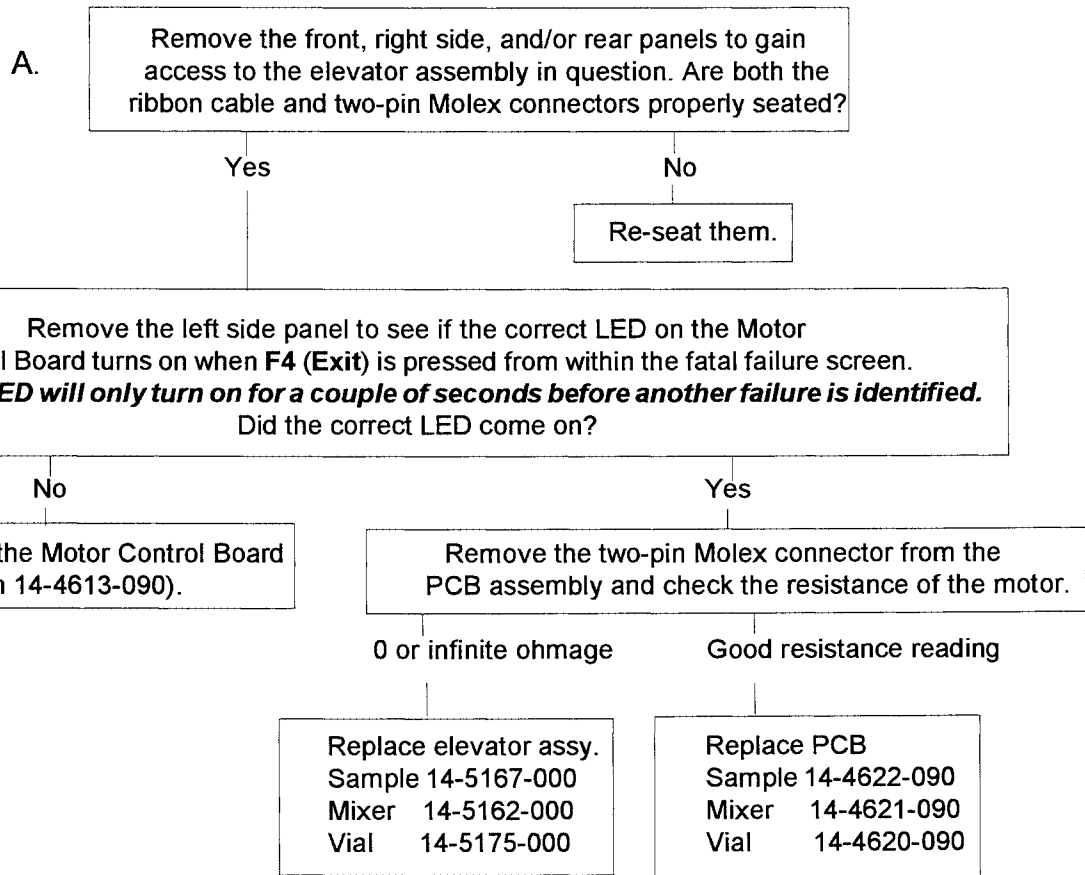 A.
Remove the front, right side, and/or rear panels to gain
access to the elevator assembly in question. Are both the
ribbon cable and two-pin Molex connectors properly seated?
Yes
No
Re-seat them.
Remove the left side panel to see if the correct LED on the Motor
l Board turns on when F4 (Exit) is pressed from within the fatal failure screen.
ED will only turn on for a couple of seconds before another failure is identified.
Did the correct LED come on?
No
Yes
the Motor Control Board
14-4613-090).
Remove the two-pin Molex connector from the
PCB assembly and check the resistance of the motor.
0 or infinite ohmage
Good resistance reading
Replace elevator assy.
Sample 14-5167-000
Mixer 14-5162-000
Vial 14-5175-000
Replace PCB
Sample 14-4622-090
Mixer 14-4621-090
Vial 14-4620-090